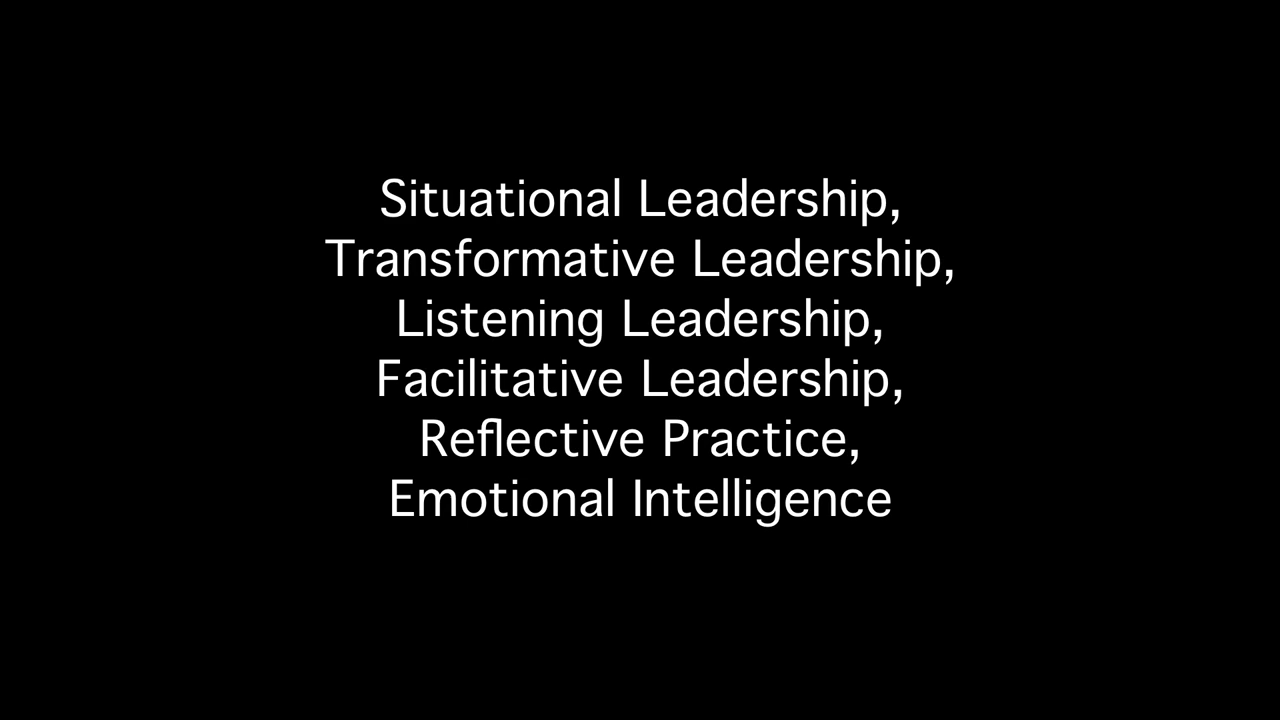 Situational Leadership,
Transformative Leadership,
Listening Leadership,
Facilitative Leadership,
Reflective Practice,
Emotional Intelligence